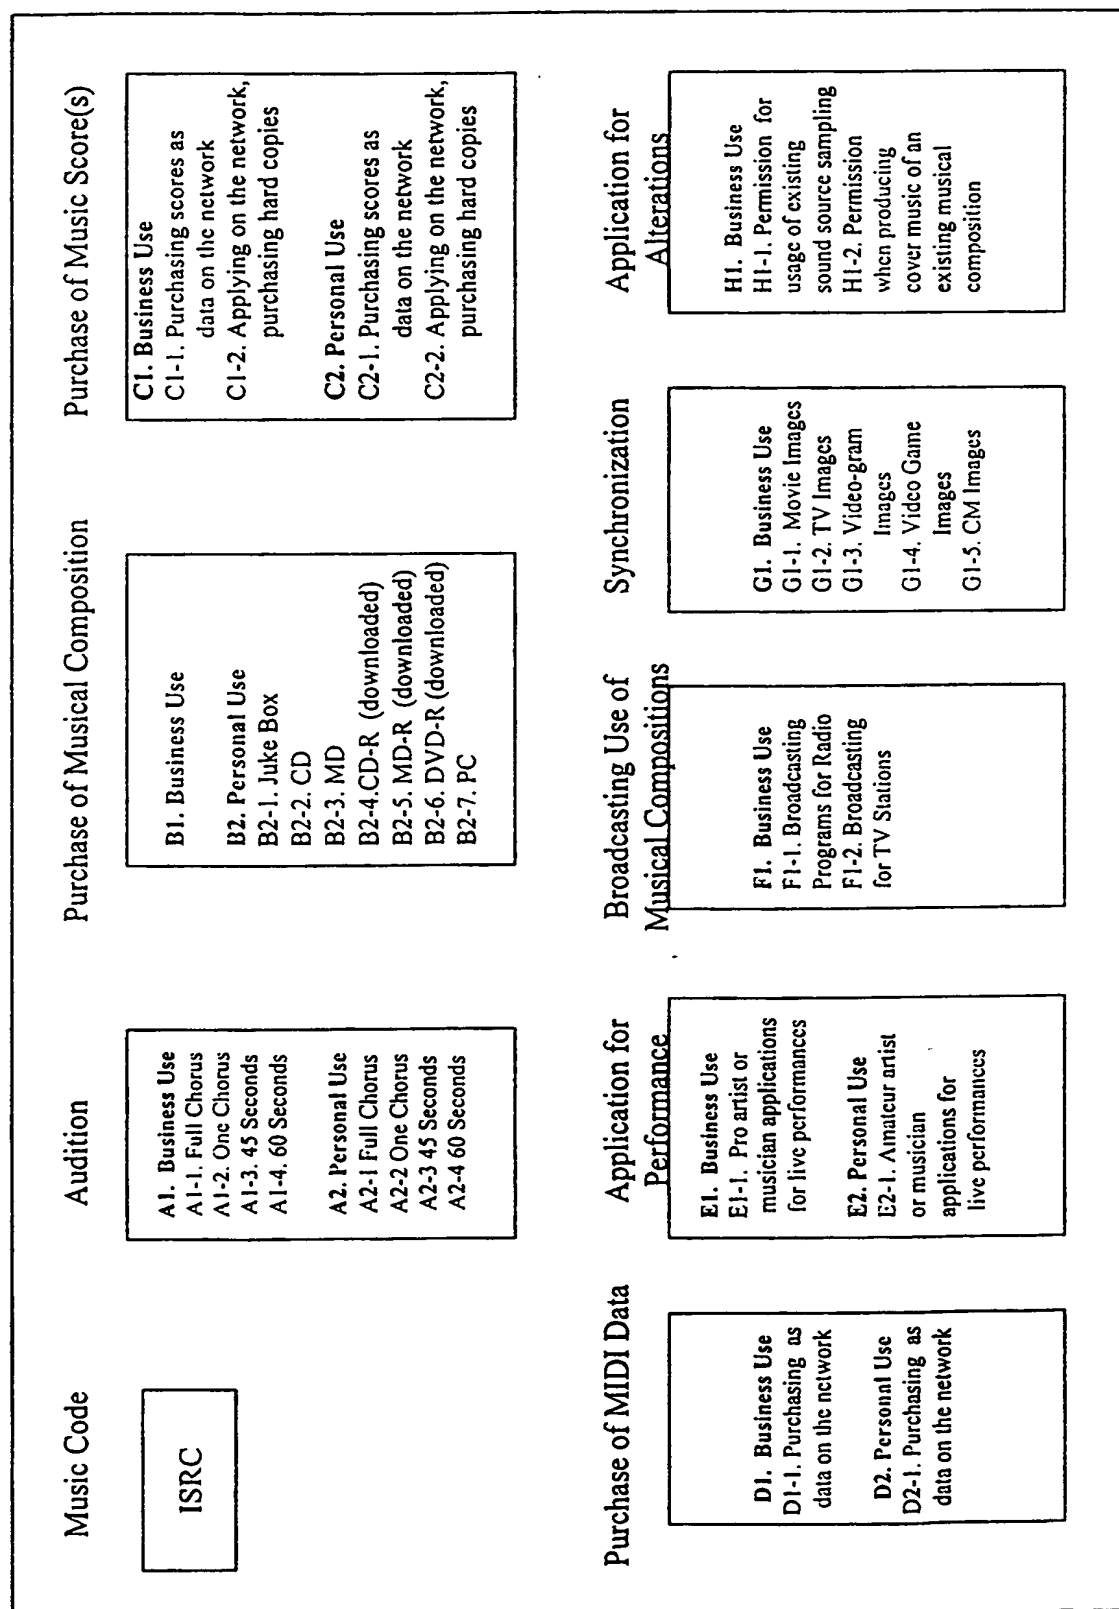 Music Code
ISRC
Audition
A1. Business Use
A1-1. Full Chorus
A1-2. One Chorus
A1-3. 45 Seconds
A1-4. 60 Seconds
A2. Personal Use
A2-1 Full Chorus
A2-2 One Chorus
A2-3 45 Seconds
A2-4 60 Seconds
Purchase of Musical Composition
B1. Business Use
B2. Personal Use
B2-1. Juke Box
B2-2. CD
B2-3. MD
B2-4.CD-R (downloaded)
B2-5. MD-R (downloaded)
B2-6. DVD-R (downloaded)
B2-7. PC
Purchase of Music Score(s)
C1. Business Use
C1-1. Purchasing scores as
data on the network
C1-2. Applying on the network,
purchasing hard copies
C2. Personal Use
C2-1. Purchasing scores as
data on the network
C2-2. Applying on the network,
purchasing hard copies
Purchase of MIDI Data
D1. Business Use
D1-1. Purchasing as
data on the network
D2. Personal Use
D2-1. Purchasing as
data on the network
Application for
Performance
E1. Business Use
E1-1. Pro artist or
musician applications
for live performances
E2. Personal Use
E2-1. Amateur artist
or musician
applications for
live performances
Broadcasting Use of
Musical Compositions
F1. Business Use
F1-1. Broadcasting
Programs for Radio
F1-2. Broadcasting
for TV Stations
Synchronization
G1. Business Use
G1-1. Movie Images
G1-2. TV Images
G1-3. Video-gram
Images
G1-4. Video Game
Images
G1-5. CM Images
Application for
Alterations
H1. Business Use
H1-1. Permission for
usage of existing
sound source sampling
H1-2. Permission
when producing
cover music of an
existing musical
composition